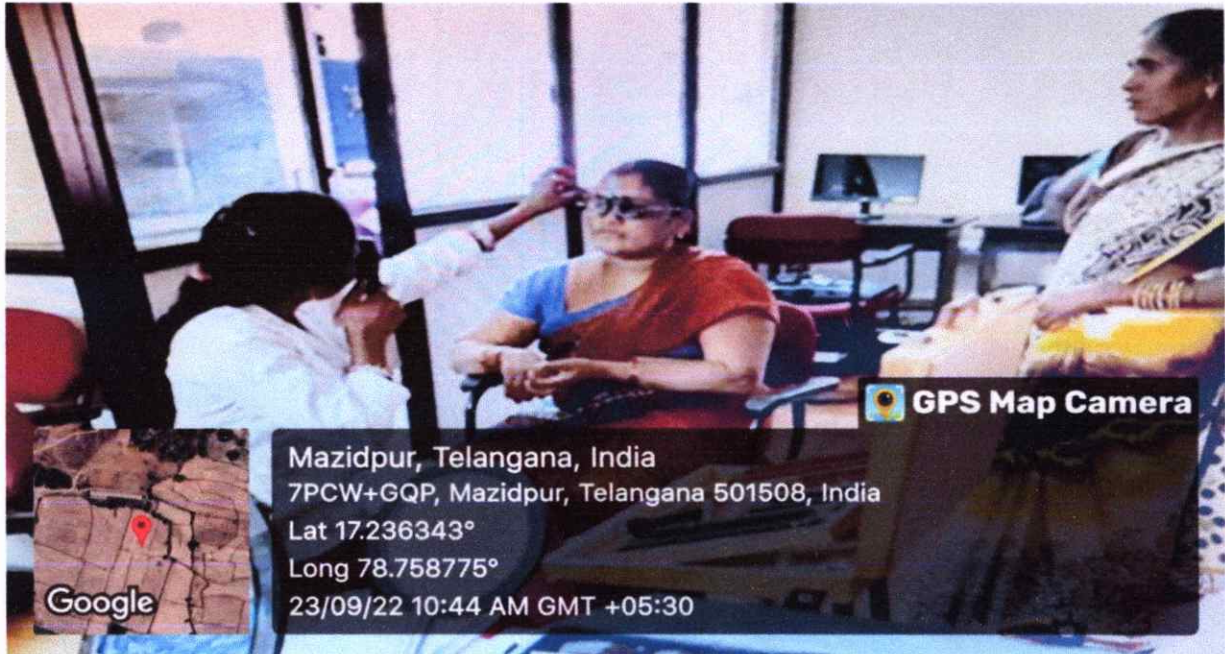 GPS Map Camera
Mazidpur, Telangana, India
7PCW+GQP, Mazidpur, Telangana 501508, India
Lat 17.236343°
Long 78.758775°
23/09/22 10:44 AM GMT +05:30
Google